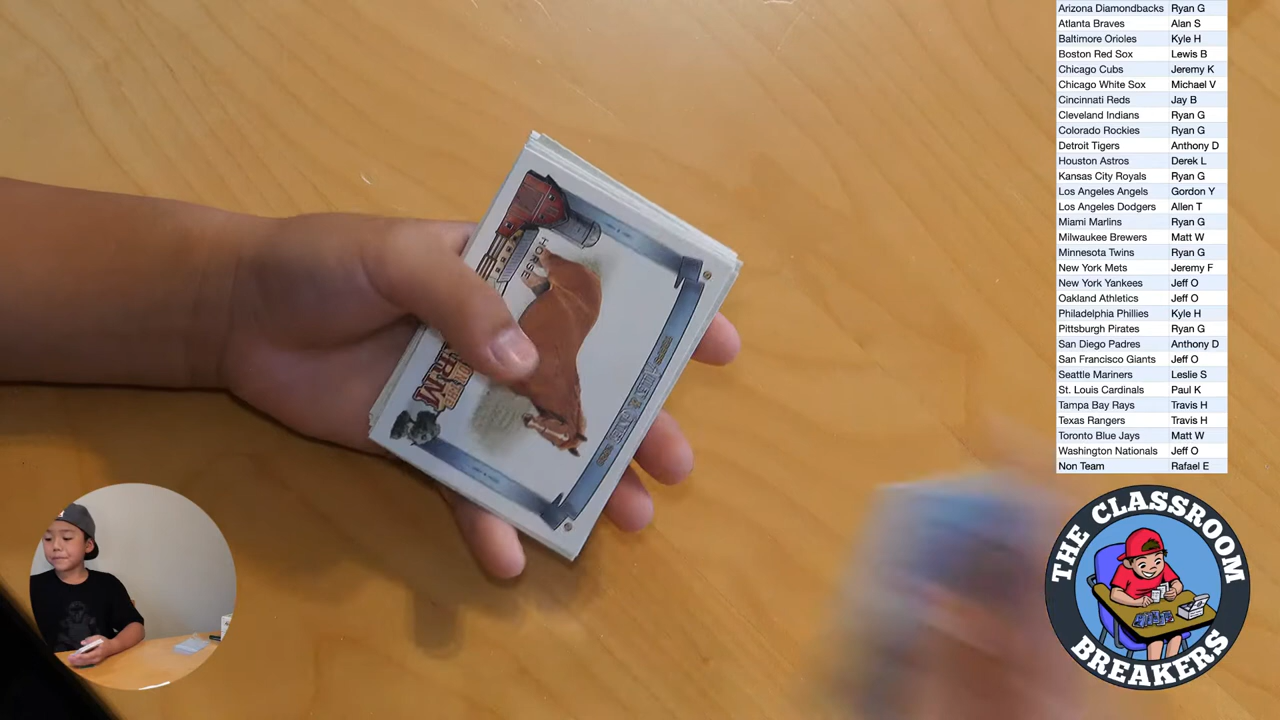 Arizona Diamondbacks Ryan G
Atlanta Braves Alan S
Baltimore Orioles Kyle H
Boston Red Sox Lewis B
Chicago Cubs Jeremy K
Chicago White Sox Michael V
Cincinnati Reds Jay B
Cleveland Indians Ryan G
Colorado Rockies Ryan G
Detroit Tigers Anthony D
Houston Astros Derek L
Kansas City Royals Ryan G
Los Angeles Angels Gordon Y
Los Angeles Dodgers Allen T
Miami Marlins Ryan G
Milwaukee Brewers Matt W
Minnesota Twins Ryan G
New York Mets Jeremy F
New York Yankees Jeff O
Oakland Athletics Jeff O
Philadelphia Phillies Kyle H
Pittsburgh Pirates Ryan G
San Diego Padres Anthony D
San Francisco Giants Jeff O
Seattle Mariners Leslie S
St. Louis Cardinals Paul K
Tampa Bay Rays Travis H
Texas Rangers Travis H
Toronto Blue Jays Matt W
Washington Nationals Jeff O
Non Team Rafael E
HORSE
THE CLASSROOM
BREAKERS